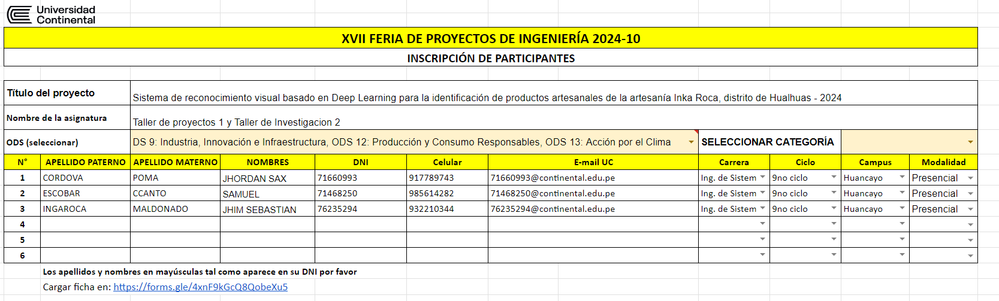 Universidad
Continental
XVII FERIA DE PROYECTOS DE INGENIERÍA 2024-10
INSCRIPCIÓN DE PARTICIPANTES
Título del proyecto Sistema de reconocimiento visual basado en Deep Learning para la identificación de productos artesanales de la artesanía Inka Roca, distrito de Hualhuas - 2024
Nombre de la asignatura Taller de proyectos 1 y Taller de Investigacion 2
ODS (seleccionar) DS 9: Industria, Innovación e Infraestructura, ODS 12: Producción y Consumo Responsables, ODS 13: Acción por el Clima SELECCIONAR CATEGORÍA
N° APELLIDO PATERNO APELLIDO MATERNO NOMBRES DNI Celular E-mail UC Carrera Ciclo Campus Modalidad
1 CORDOVA POMA JHORDAN SAX 71660993 917789743 71660993@continental.edu.pe Ing. de Sistem 9no ciclo Huancayo Presencial
2 ESCOBAR CCANTO SAMUEL 71468250 985614282 71468250@continental.edu.pe Ing. de Sistem 9no ciclo Huancayo Presencial
3 INGAROCA MALDONADO JHIM SEBASTIAN 76235294 932210344 76235294@continental.edu.pe Ing. de Sistem 9no ciclo Huancayo Presencial
4
5
6
Los apellidos y nombres en mayúsculas tal como aparece en su DNI por favor
Cargar ficha en: https://forms.gle/4xnF9kGcQ8QobeXu5